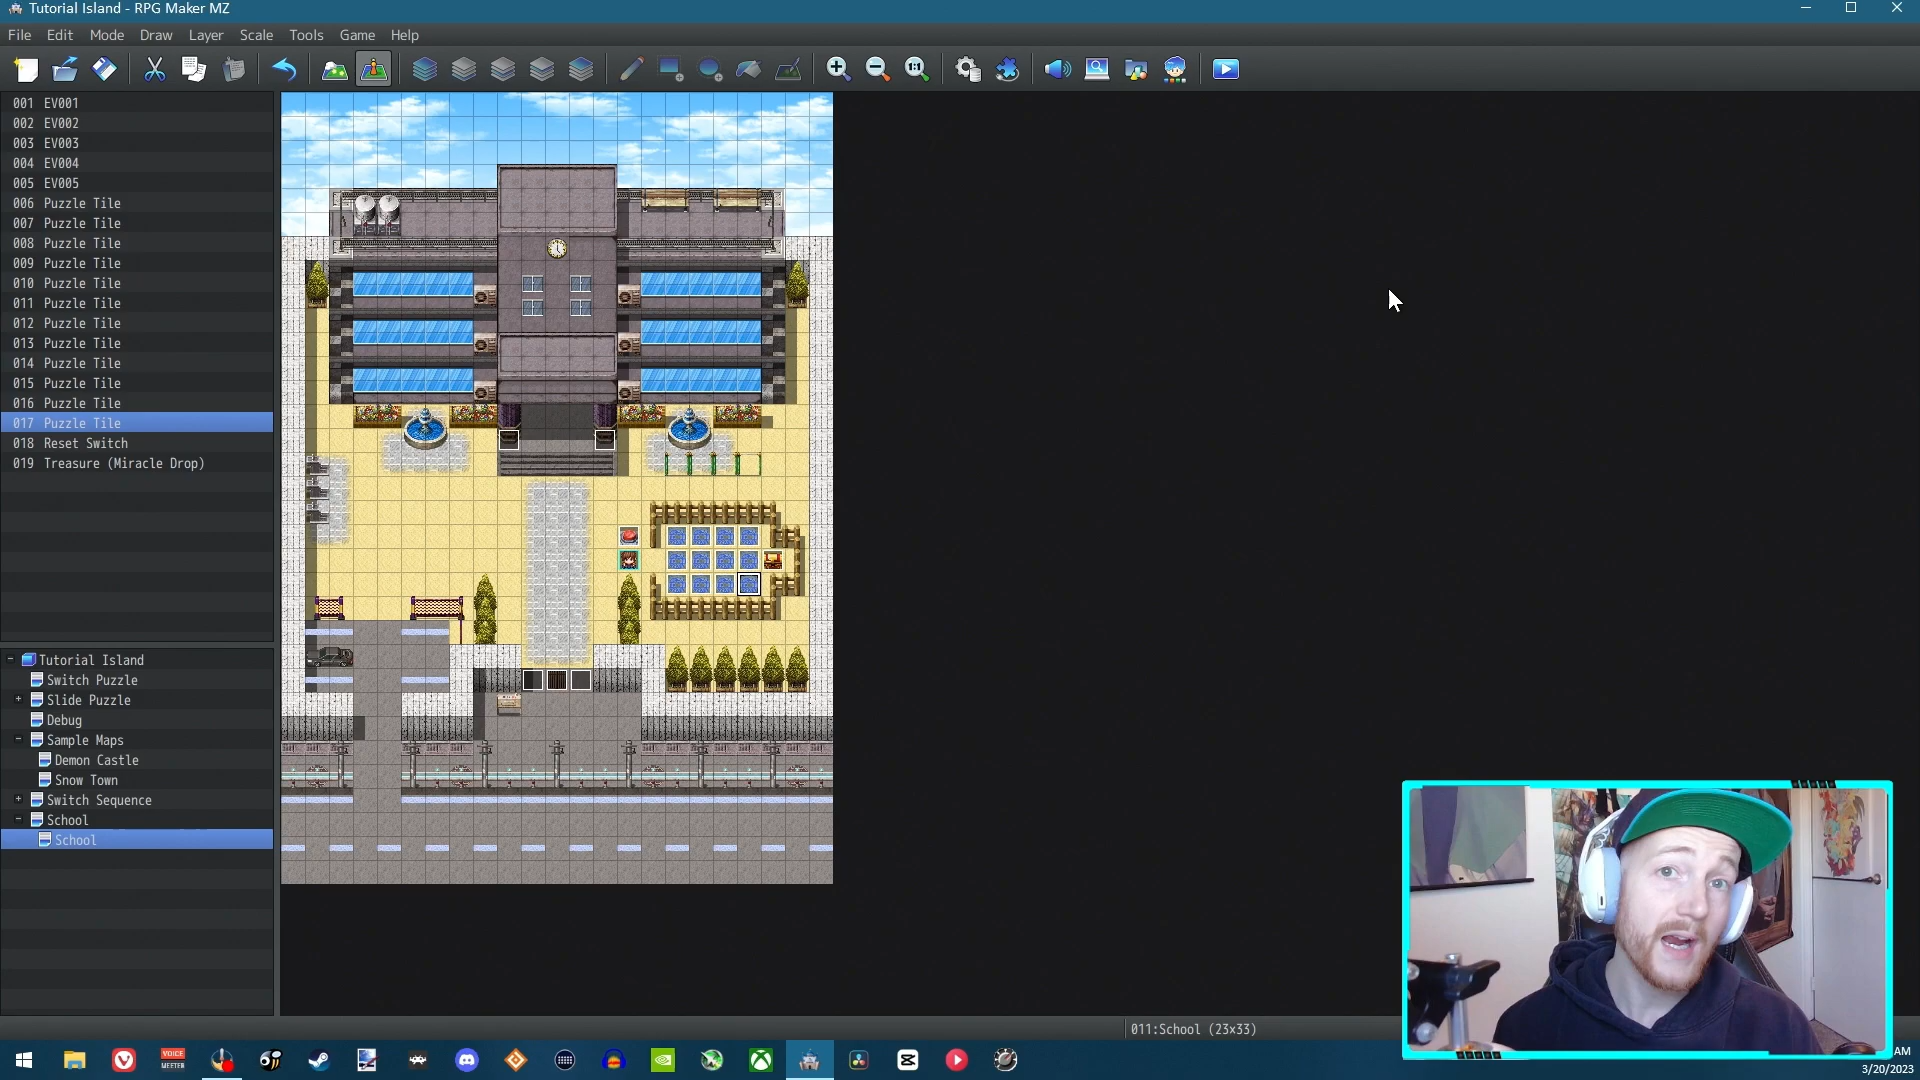 Tutorial Island - RPG Maker MZ
File Edit Mode Draw Layer Scale Tools Game Help
1:1
001 EV001
002 EV002
003 EV003
004 EV004
005 EV005
006 Puzzle Tile
007 Puzzle Tile
008 Puzzle Tile
009 Puzzle Tile
010 Puzzle Tile
011 Puzzle Tile
012 Puzzle Tile
013 Puzzle Tile
014 Puzzle Tile
015 Puzzle Tile
016 Puzzle Tile
017 Puzzle Tile
018 Reset Switch
019 Treasure (Miracle Drop)
Tutorial Island
Switch Puzzle
Slide Puzzle
Debug
Sample Maps
Demon Castle
Snow Town
Switch Sequence
School
School
011:School (23x33)
VOICE
MEETER
AM
3/20/2023